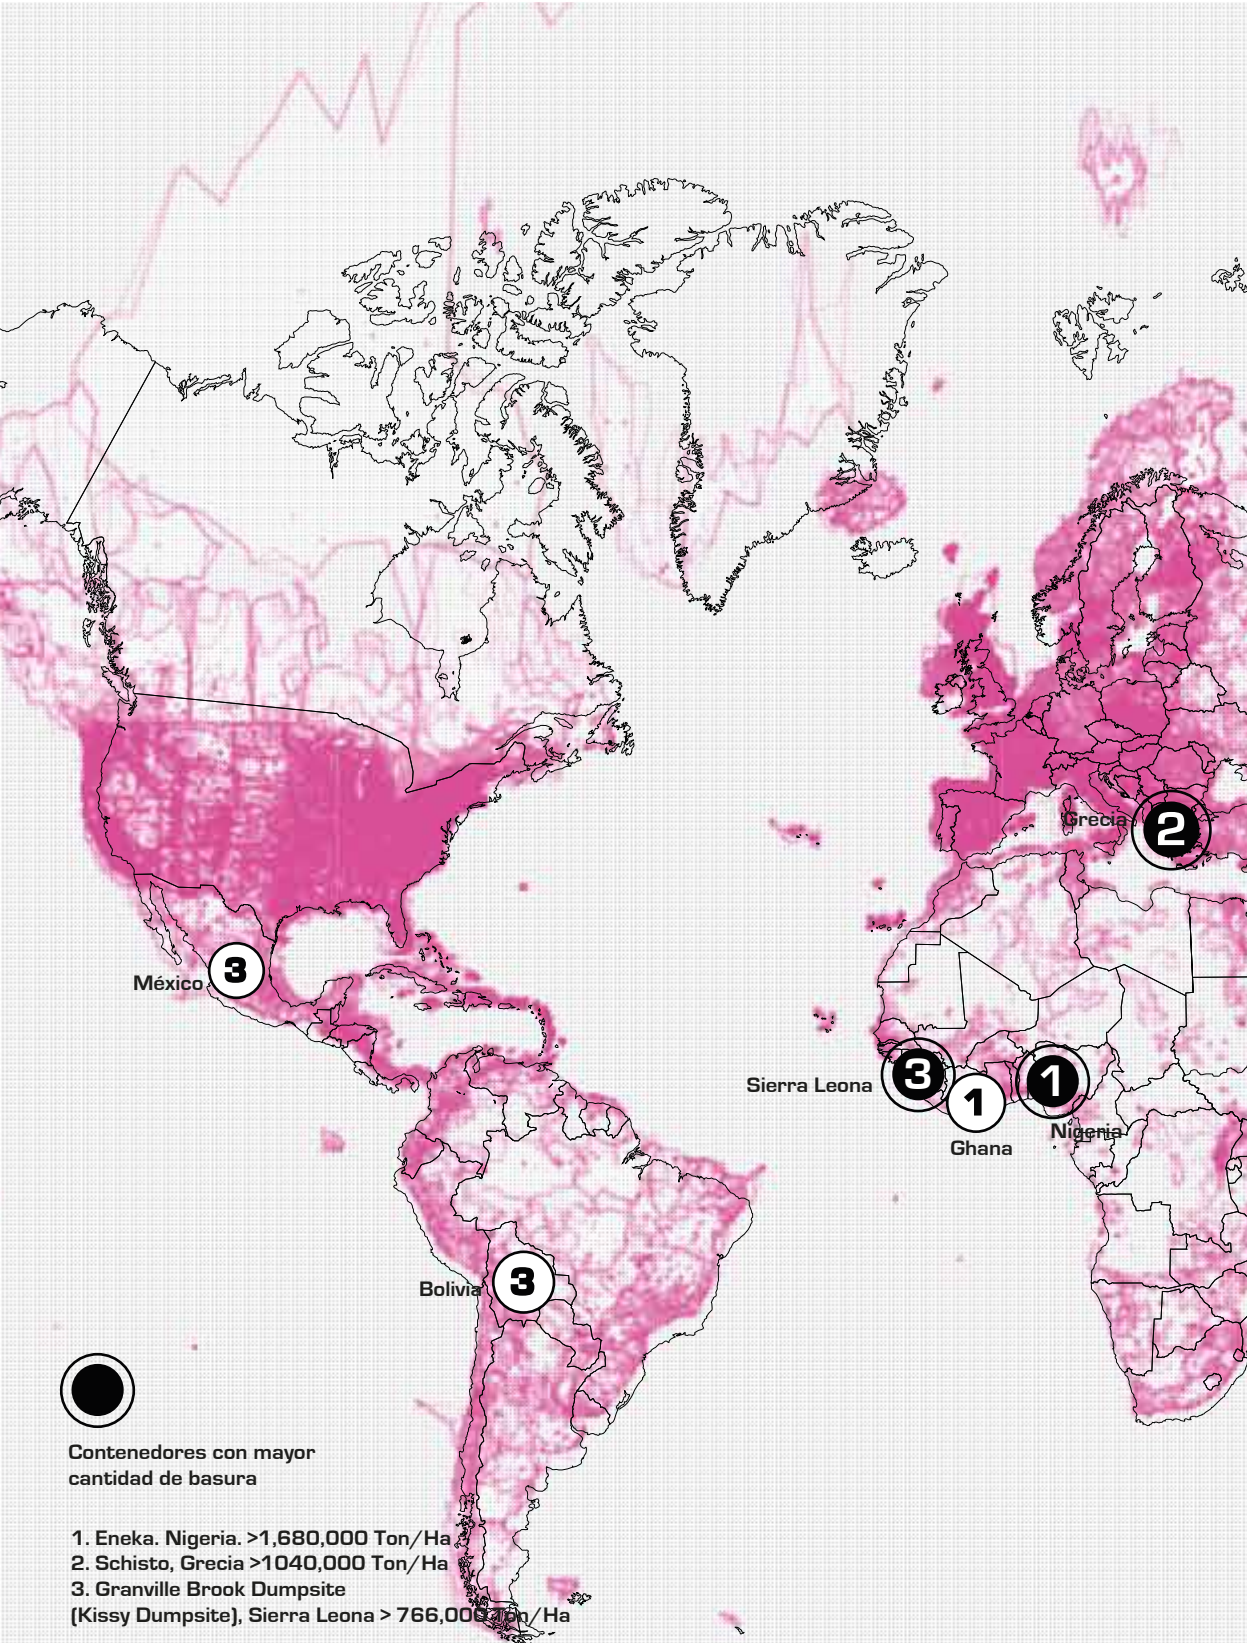 Grecia
2
México
3
Sierra Leona
3
1
1
Nigeria
Ghana
Bolivia
3
Contenedores con mayor
cantidad de basura
1. Eneka. Nigeria. >1,680,000 Ton/Ha
2. Schisto, Grecia >1040,000 Ton/Ha
3. Granville Brook Dumpsite
(Kissy Dumpsite), Sierra Leona > 766,000 Ton/Ha